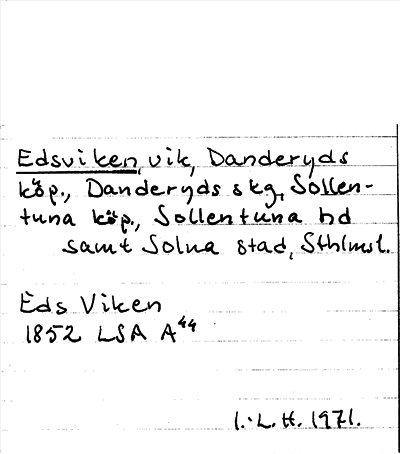 Edsviken, vik, Danderyds
köp., Danderyds skg, Sollen-
tuna köp., Sollentuna hd
samt Solna stad, Sthlmsl.
Eds Viken
1852 LSA A44
I.-L.H. 1971.